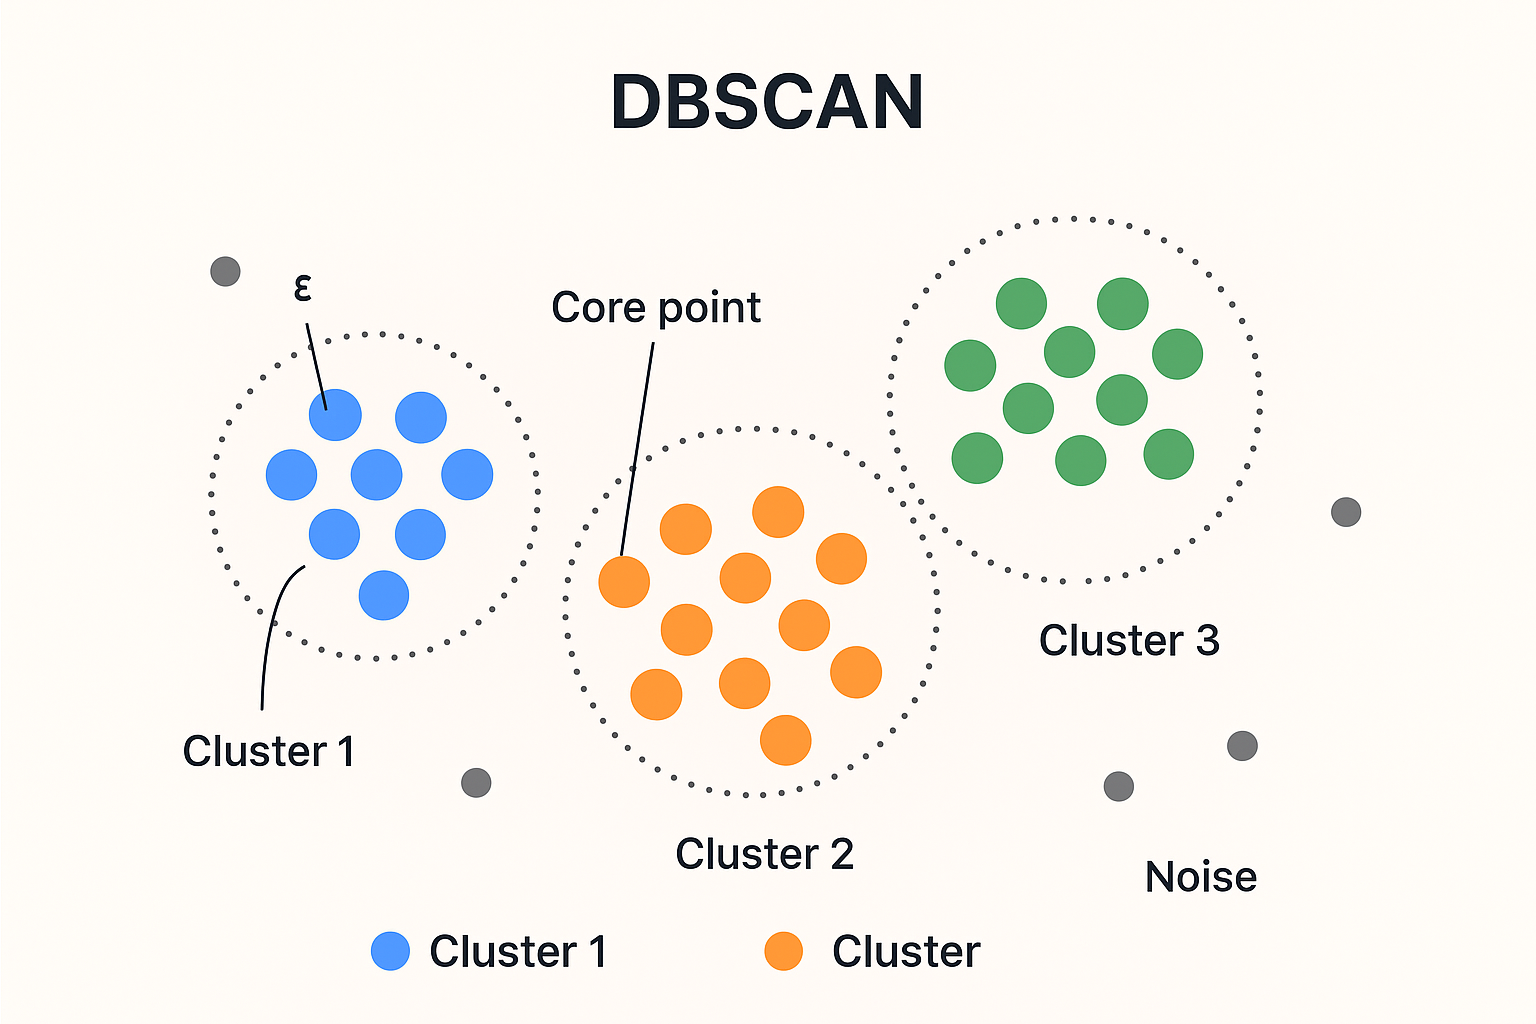 DBSCAN
ε
Core point
Cluster 3
Cluster 1
Cluster 2
Noise
Cluster 1
Cluster